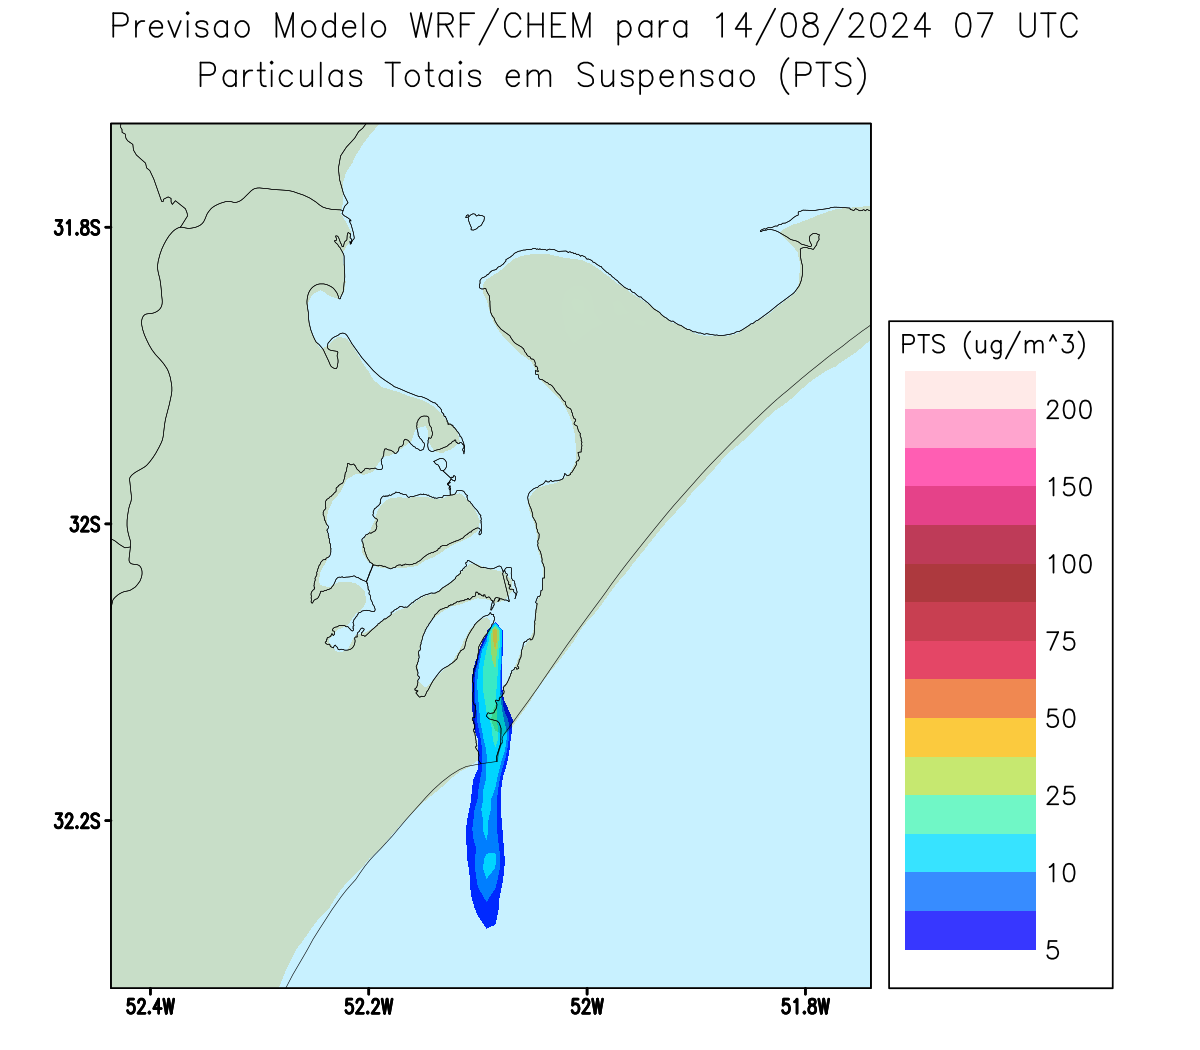 Previsao Modelo WRF/CHEM para 14/08/2024 07 UTC
Particulas Totais em Suspensao (PTS)
31.8S
32S
32.2S
52.4W
52.2W
52W
51.8W
PTS (ug/m^3)
200
150
100
75
50
25
10
5